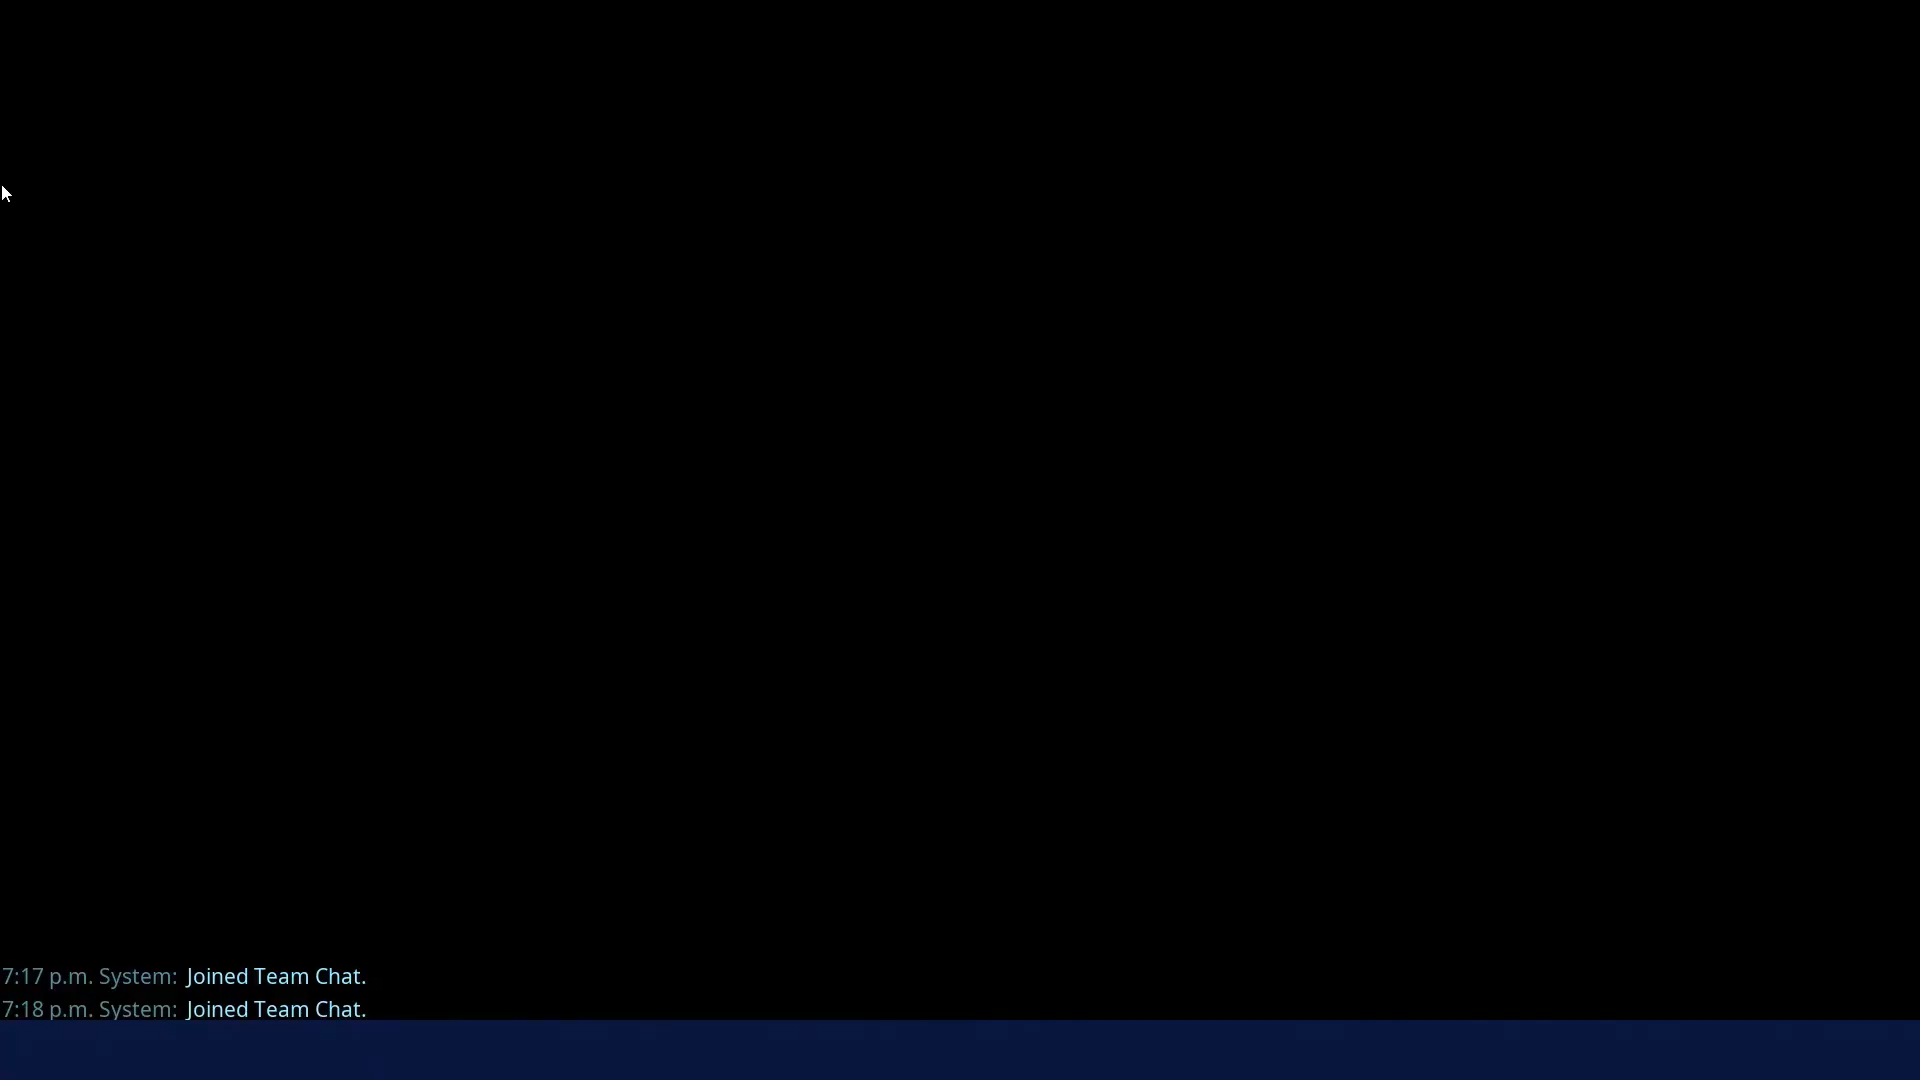 7:17 p.m. System: Joined Team Chat.
7:18 p.m. System: Joined Team Chat.